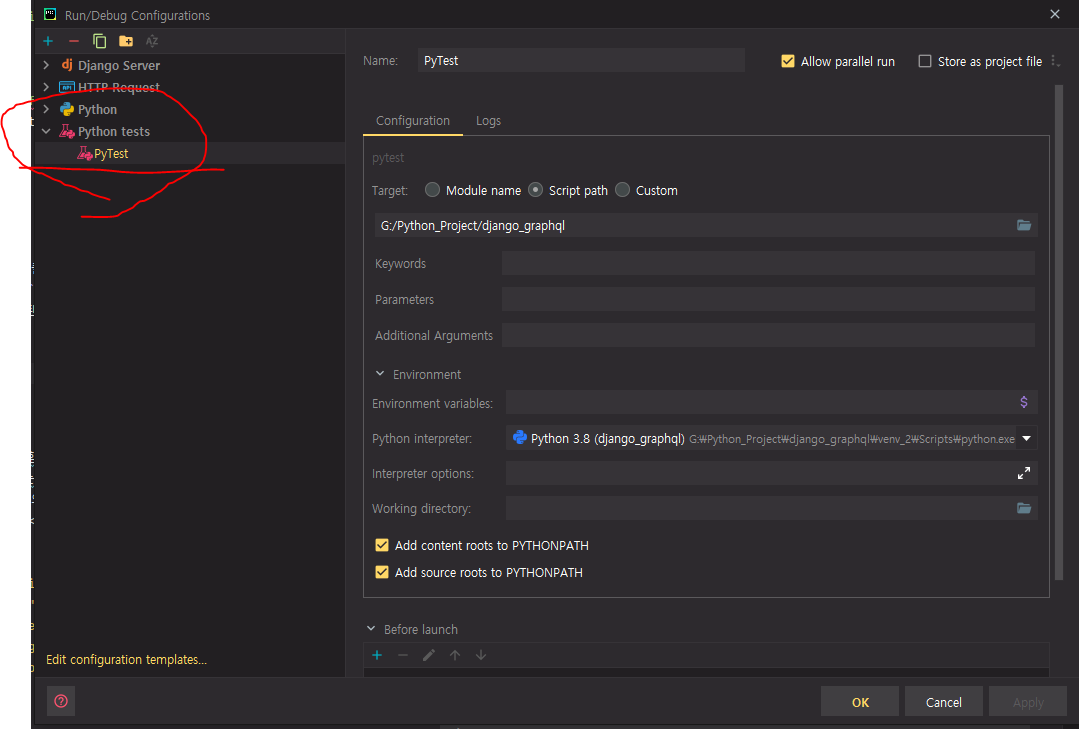 Run/Debug Configurations
Django Server
HTTP Request
Python
Python tests
PyTest
Edit configuration templates...
Name:
PyTest
Allow parallel run
Store as project file
Configuration
Logs
pytest
Target:
Module name
Script path
Custom
G:/Python_Project/django_graphql
Keywords
Parameters
Additional Arguments
Environment
Environment variables:
$
Python interpreter:
Python 3.8 (django_graphql) G:₩Python_Project₩django_graphql₩venv_2₩Scripts₩python.exe
Interpreter options:
Working directory:
Add content roots to PYTHONPATH
Add source roots to PYTHONPATH
Before launch
OK
Cancel
Apply